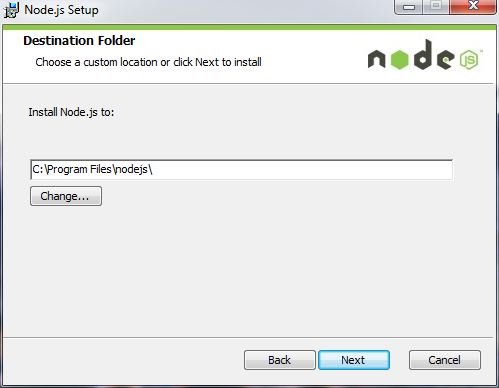 Node.js Setup
Destination Folder
Choose a custom location or click Next to install
node
JS
Install Node.js to:
C:\Program Files\nodejs\
Change...
Back
Next
Cancel